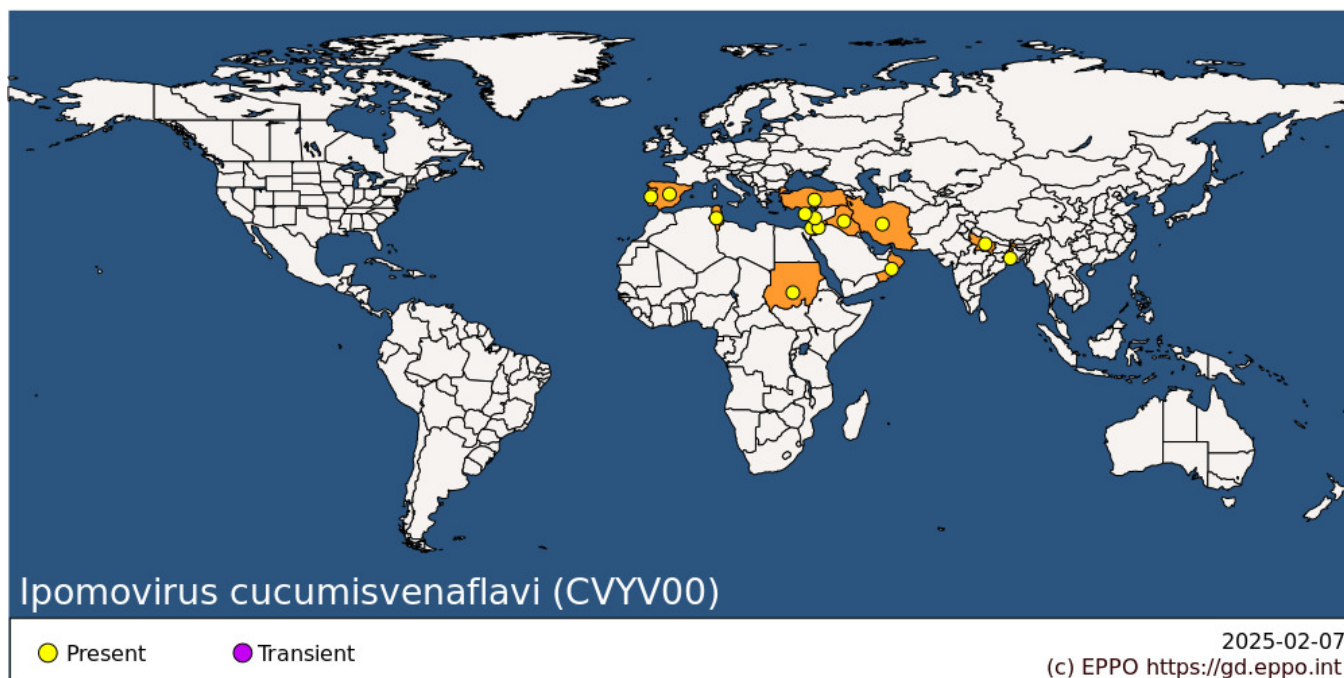 Ipomovirus cucumisvenaflavi (CVYV00)
Present
Transient
2025-02-07
(c) EPPO https://gd.eppo.int